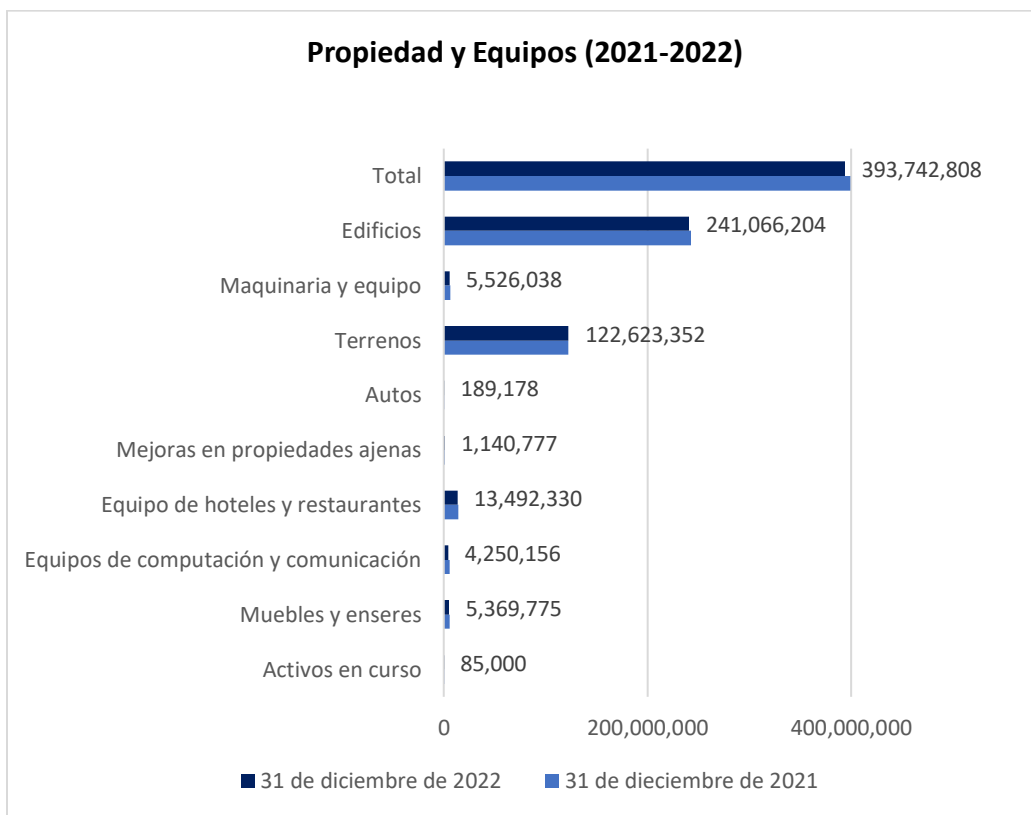 Propiedad y Equipos (2021-2022)
Total 393,742,808
Edificios 241,066,204
Maquinaria y equipo 5,526,038
Terrenos 122,623,352
Autos 189,178
Mejoras en propiedades ajenas 1,140,777
Equipo de hoteles y restaurantes 13,492,330
Equipos de computación y comunicación 4,250,156
Muebles y enseres 5,369,775
Activos en curso 85,000
0 200,000,000 400,000,000
31 de diciembre de 2022 31 de dieciembre de 2021